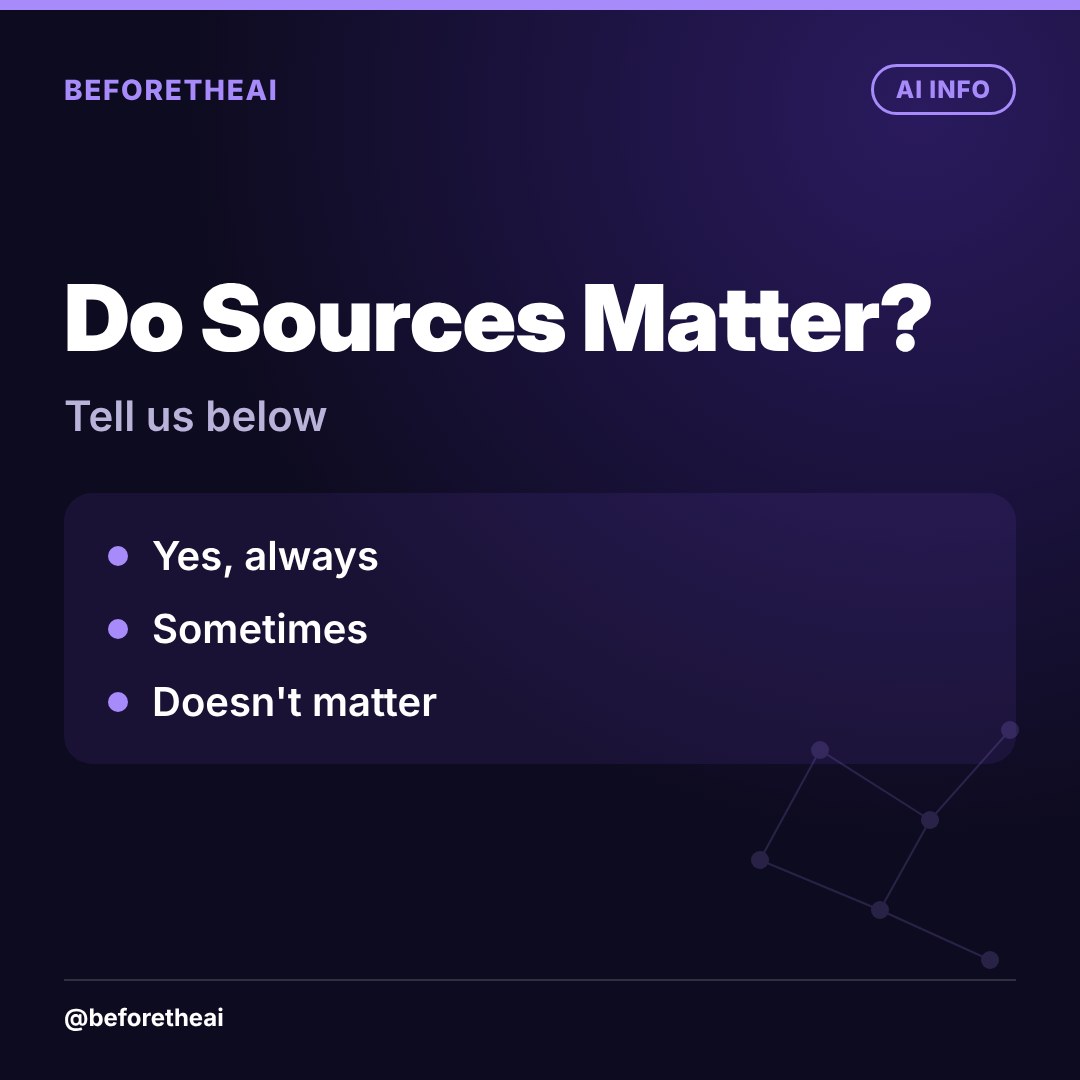 BEFORETHEAI
AI INFO
Do Sources Matter?
Tell us below
Yes, always
Sometimes
Doesn't matter
@beforetheai